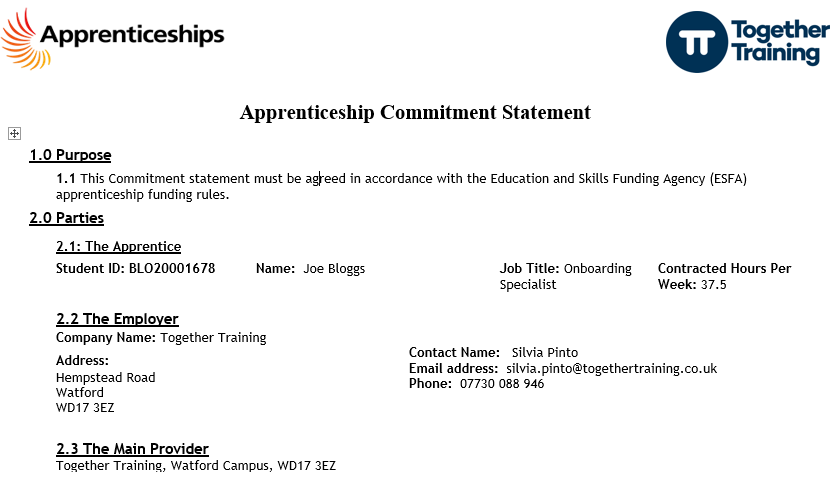 Apprenticeships
Together
Training
Apprenticeship Commitment Statement
1.0 Purpose
1.1 This Commitment statement must be agreed in accordance with the Education and Skills Funding Agency (ESFA)
apprenticeship funding rules.
2.0 Parties
2.1: The Apprentice
Student ID: BLO20001678 Name: Joe Bloggs Job Title: Onboarding Contracted Hours Per
Specialist Week: 37.5
2.2 The Employer
Company Name: Together Training
Address:
Hempstead Road
Watford
WD17 3EZ
Contact Name: Silvia Pinto
Email address: silvia.pinto@togethertraining.co.uk
Phone: 07730 088 946
2.3 The Main Provider
Together Training, Watford Campus, WD17 3EZ